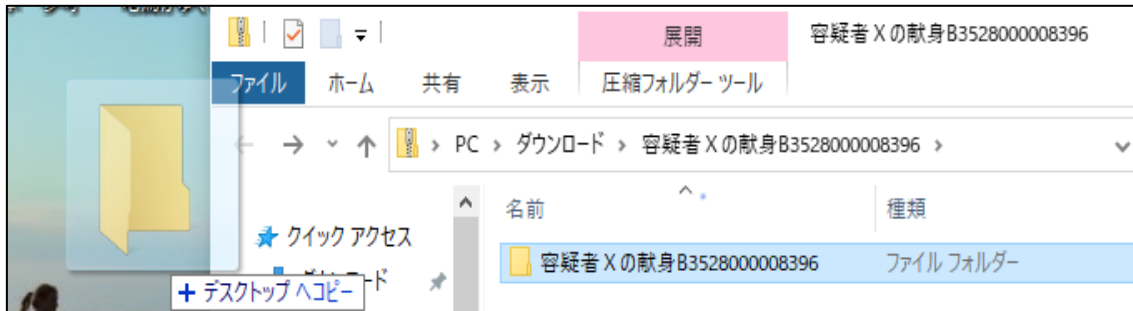 展開
容疑者Xの献身B3528000008396
ファイル
ホーム
共有
表示
圧縮フォルダー ツール
PC › ダウンロード › 容疑者Xの献身B3528000008396 ›
名前
種類
クイック アクセス
容疑者Xの献身B3528000008396
ファイル フォルダー
+ デスクトップ へコピー